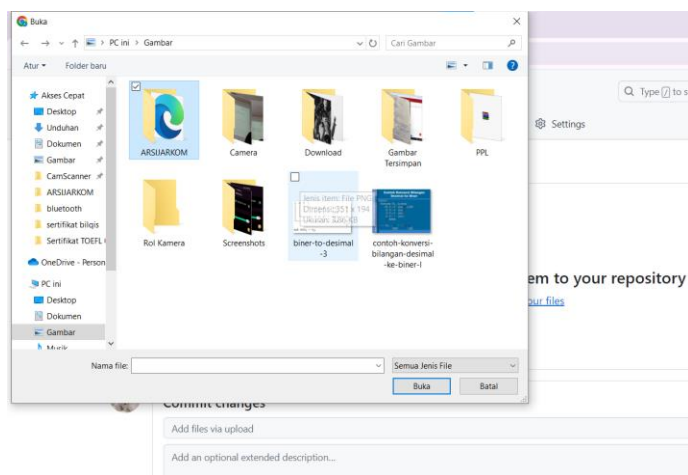 Buka
PC ini > Gambar
Cari Gambar
Atur
Folder baru
Type / to s
Settings
Akses Cepat
Desktop
Unduhan
Dokumen
Gambar
CamScanner
ARSIJARKOM
bluetooth
sertifikat bilqis
Sertifikat TOEFL
OneDrive - Person
PC ini
Desktop
Dokumen
Gambar
Musik
ARSIJARKOM
Camera
Download
Gambar
Tersimpan
PPL
Rol Kamera
Screenshots
Jenis item: File PNG
biner-to-desimal
-3
contoh-konversi-
bilangan-desimal
-ke-biner-l
em to your repository
our files
Nama file:
Semua Jenis File
Buka
Batal
Commit changes
Add files via upload
Add an optional extended description...